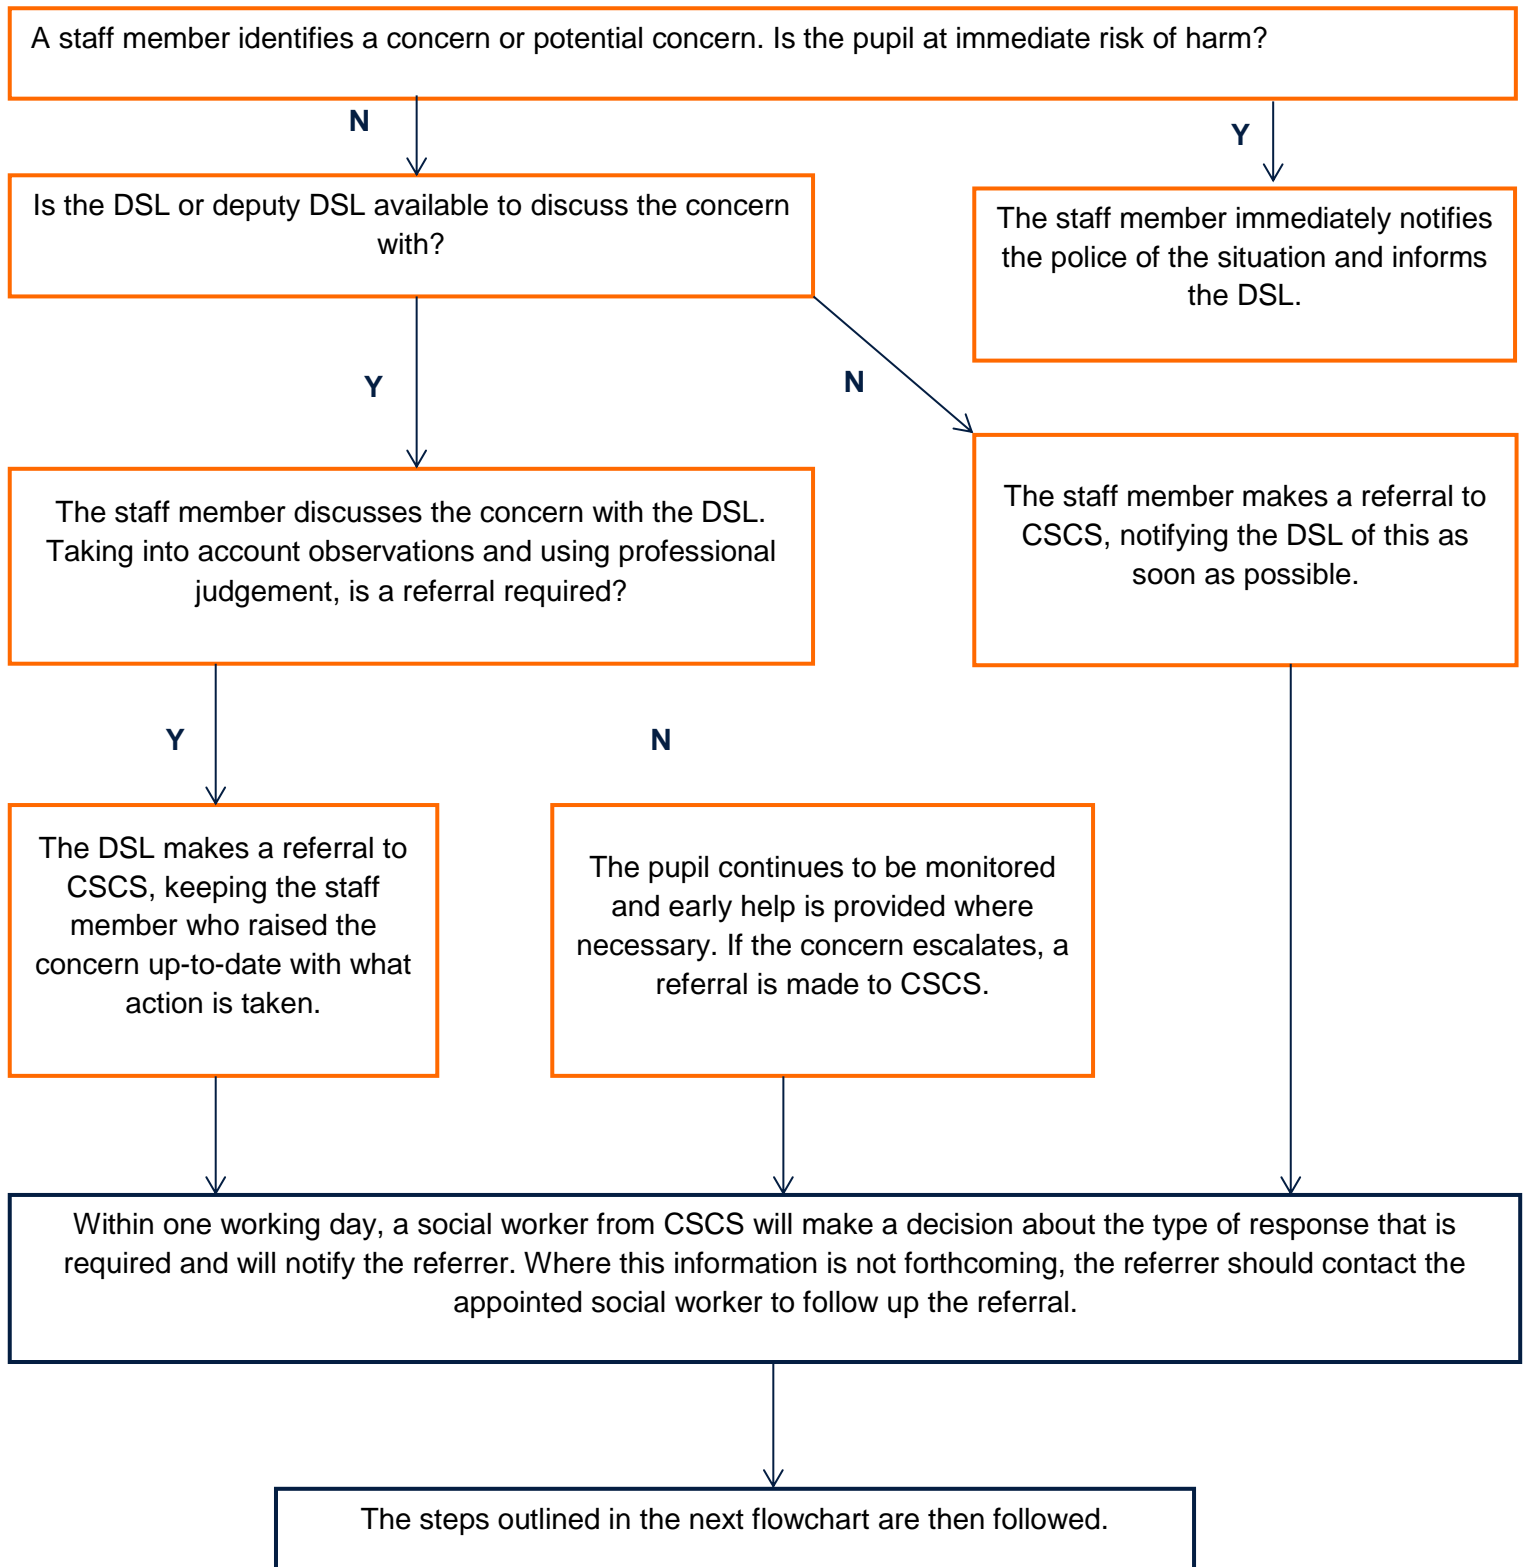 A staff member identifies a concern or potential concern. Is the pupil at immediate risk of harm?
N
Y
Is the DSL or deputy DSL available to discuss the concern
with?
The staff member immediately notifies
the police of the situation and informs
the DSL.
Y
N
The staff member discusses the concern with the DSL.
Taking into account observations and using professional
judgement, is a referral required?
The staff member makes a referral to
CSCS, notifying the DSL of this as
soon as possible.
Y
N
The DSL makes a referral to
CSCS, keeping the staff
member who raised the
concern up-to-date with what
action is taken.
The pupil continues to be monitored
and early help is provided where
necessary. If the concern escalates, a
referral is made to CSCS.
Within one working day, a social worker from CSCS will make a decision about the type of response that is
required and will notify the referrer. Where this information is not forthcoming, the referrer should contact the
appointed social worker to follow up the referral.
The steps outlined in the next flowchart are then followed.